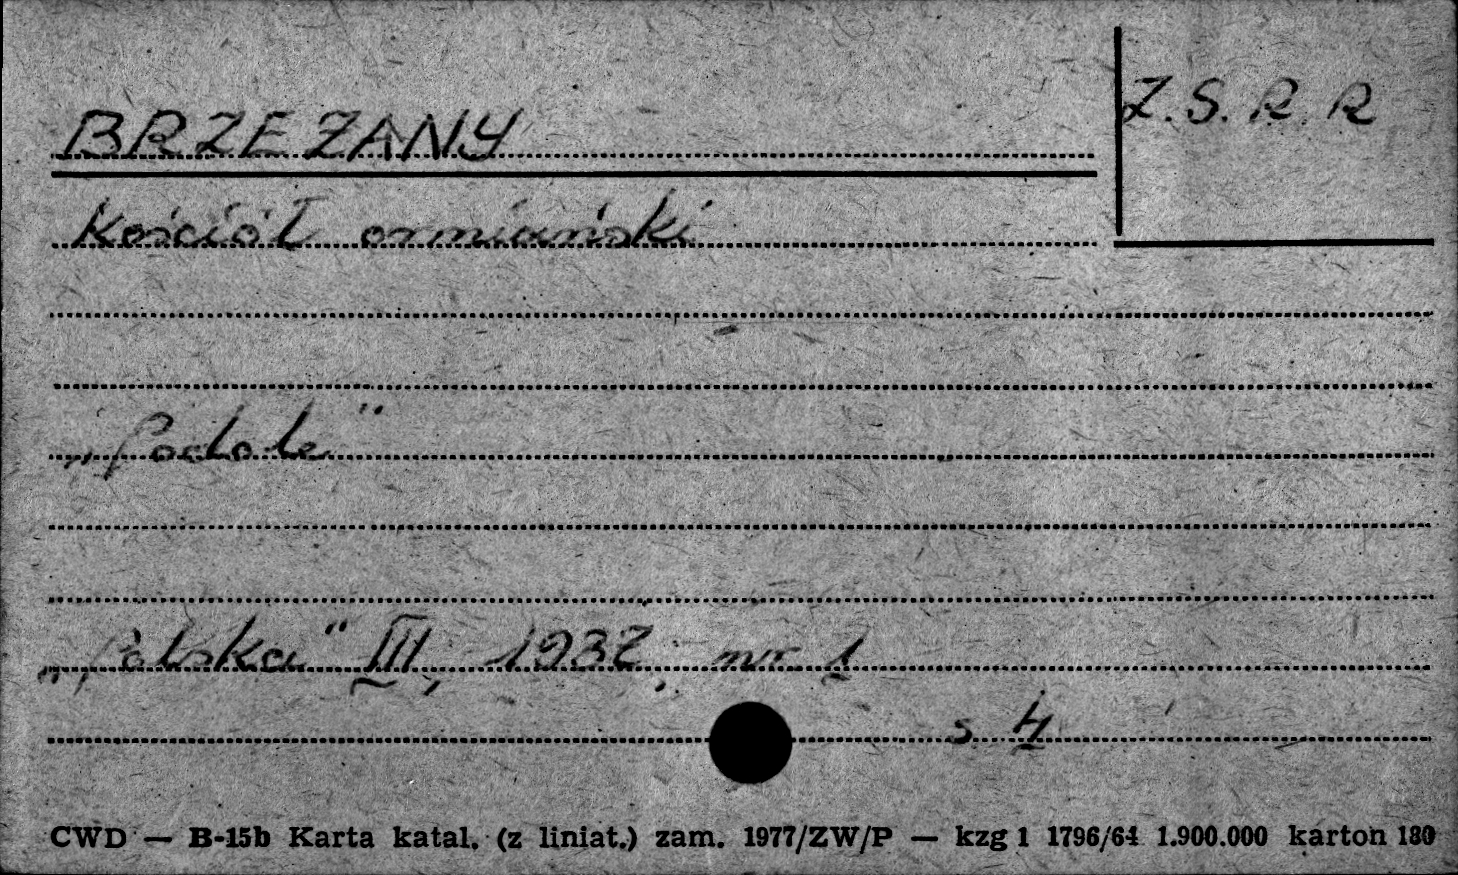 BRZEZANY
Z.S.R.R
Kościół ormiański
„Podole"
„Polska" III, 1937, nr 1
s. 4
CWD — B-15b Karta katal. (z liniat.) zam. 1977/ZW/P — kzg 1 1796/64 1.900.000 karton 180